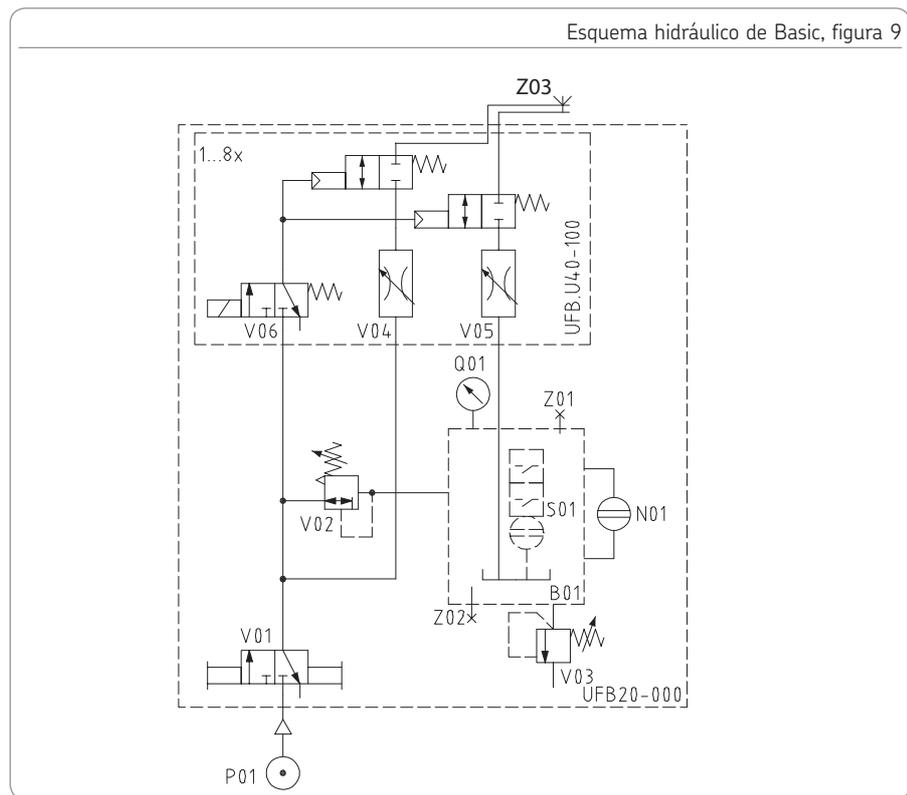 Esquema hidráulico de Basic, figura 9
Z03
1...8x
UFB.U40-100
V06
V04
V05
Q01
Z01
V02
S01
N01
B01
Z02
V01
V03
UFB20-000
P01